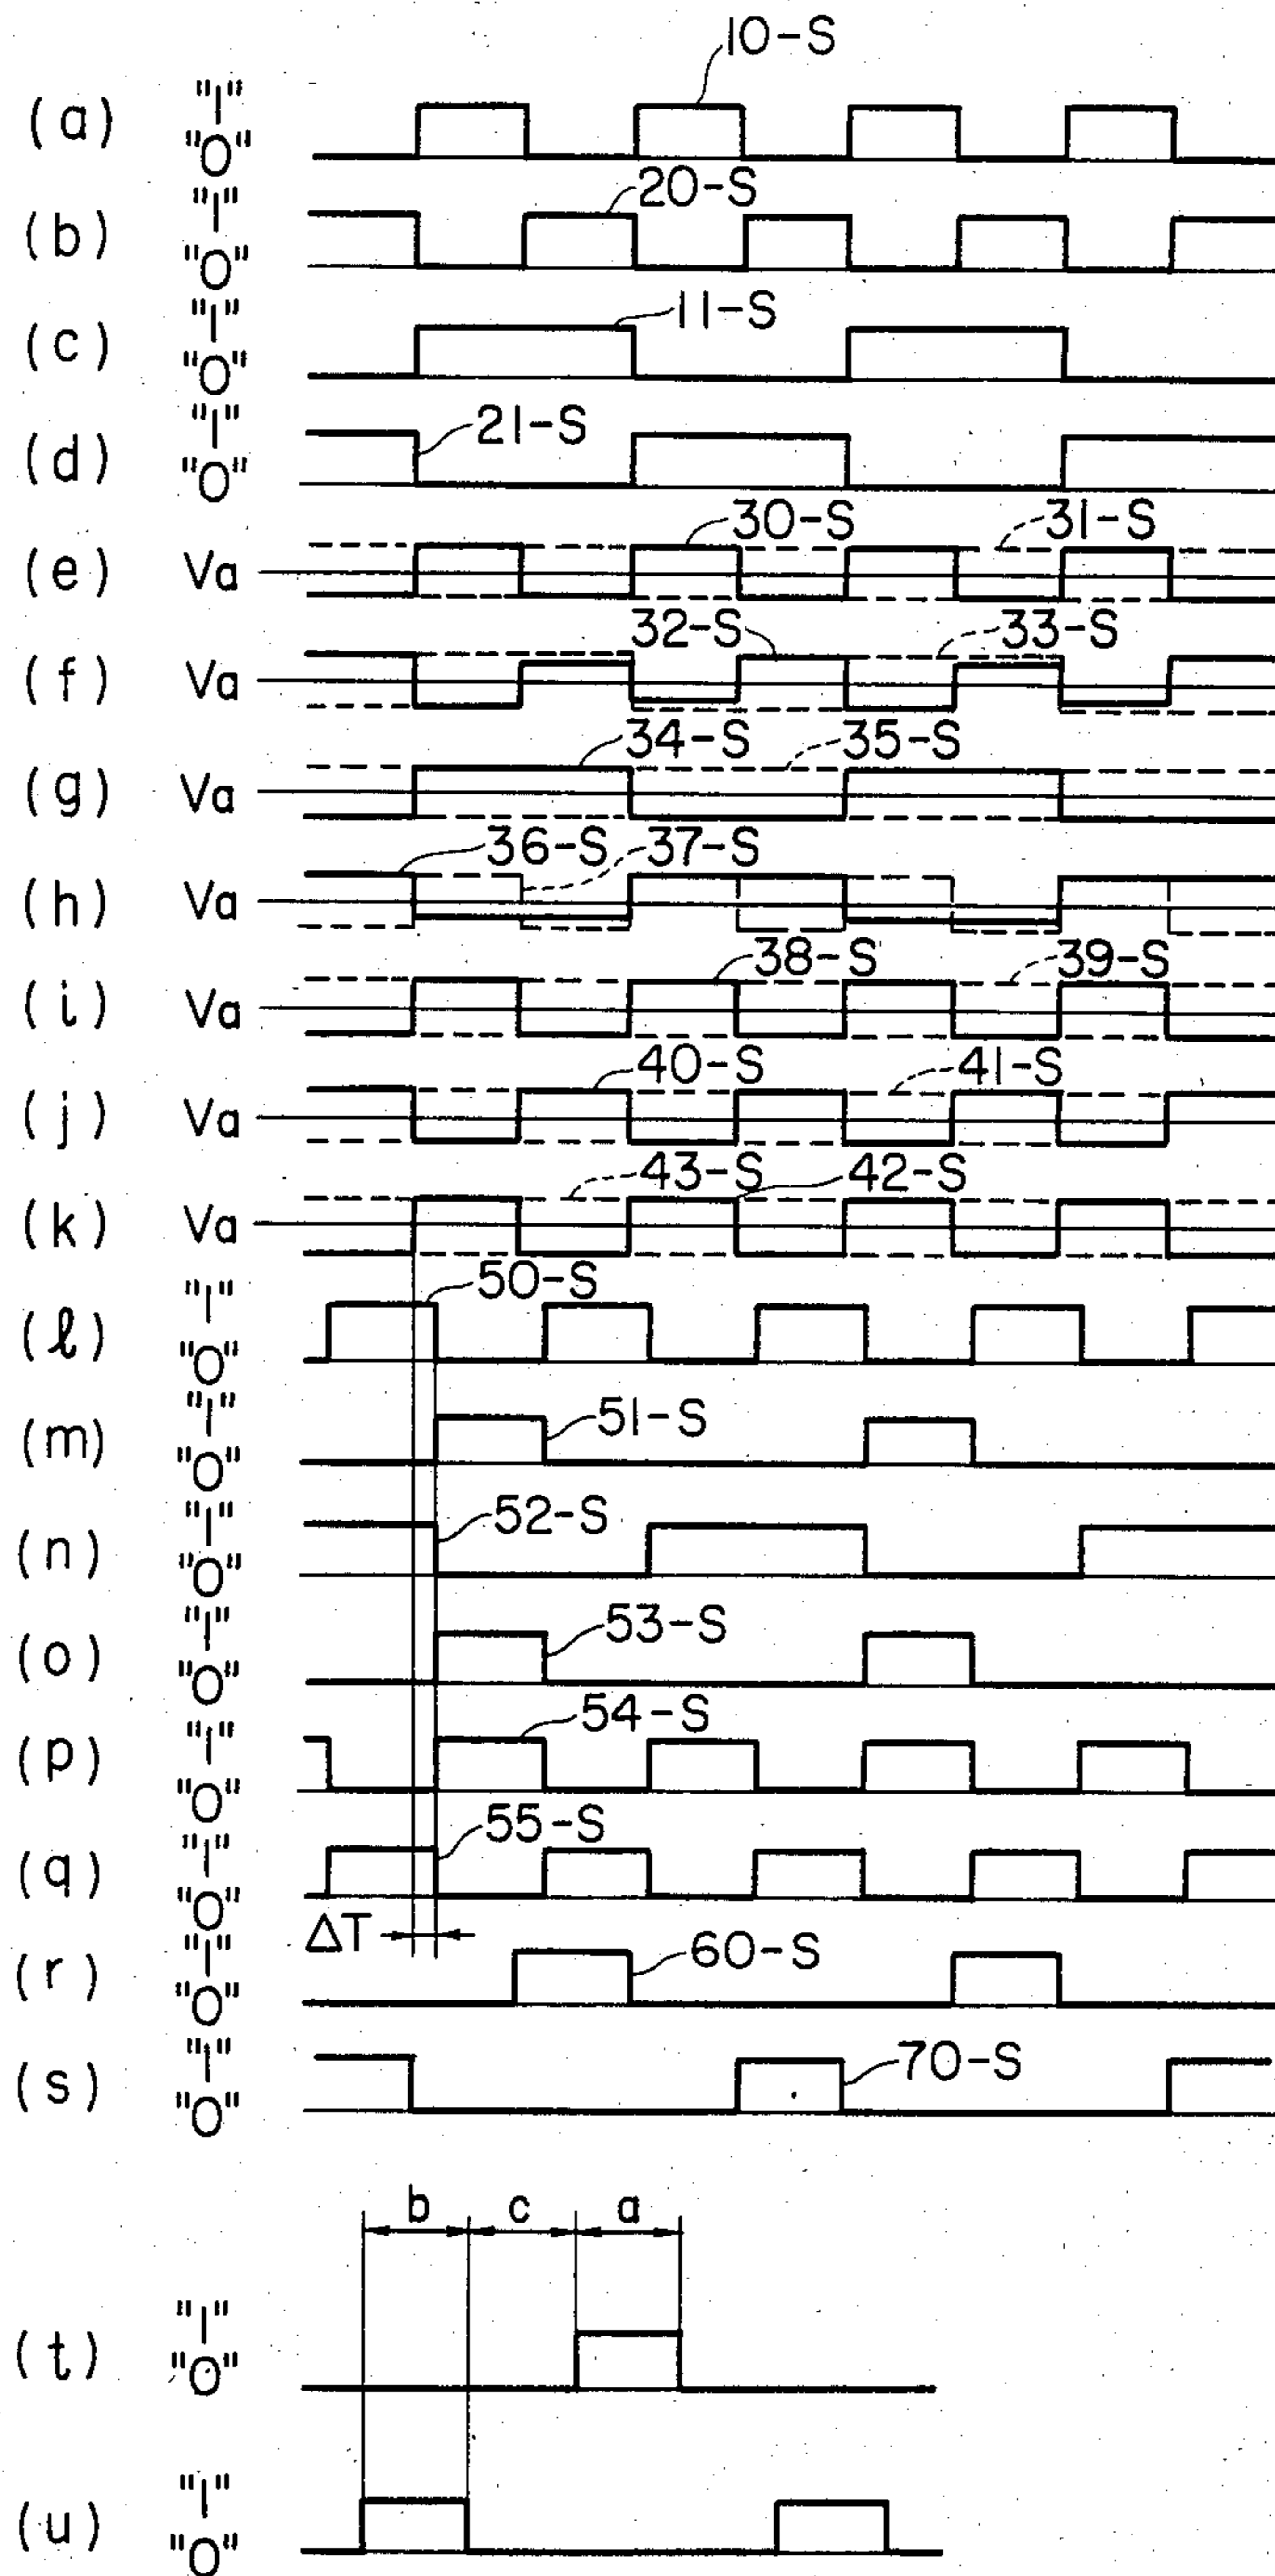 10-S
(a) "1" "0"
20-S
(b) "1" "0"
11-S
(c) "1" "0"
21-S
(d) "1" "0"
30-S 31-S
(e) Va
32-S 33-S
(f) Va
34-S 35-S
(g) Va
36-S 37-S
(h) Va
38-S 39-S
(i) Va
40-S 41-S
(j) Va
43-S 42-S
(k) Va
50-S
(ℓ) "1" "0"
51-S
(m) "1" "0"
52-S
(n) "1" "0"
53-S
(o) "1" "0"
54-S
(p) "1" "0"
55-S
(q) "1" "0"
ΔT
60-S
(r) "1" "0"
70-S
(s) "1" "0"
b c a
(t) "1" "0"
(u) "1" "0"